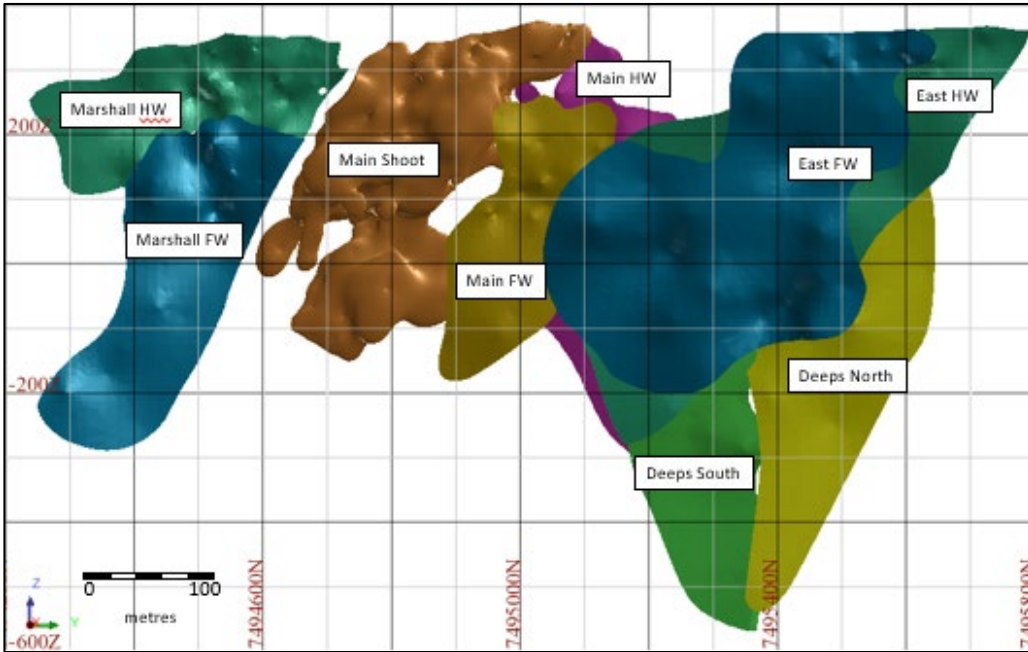 Main HW
Marshall HW
East HW
200Z
Main Shoot
East FW
Marshall FW
Main FW
Deeps North
-200Z
Deeps South
7494600N
7495000N
7495400N
7495800N
0 100
metres
Z
X Y
-600Z